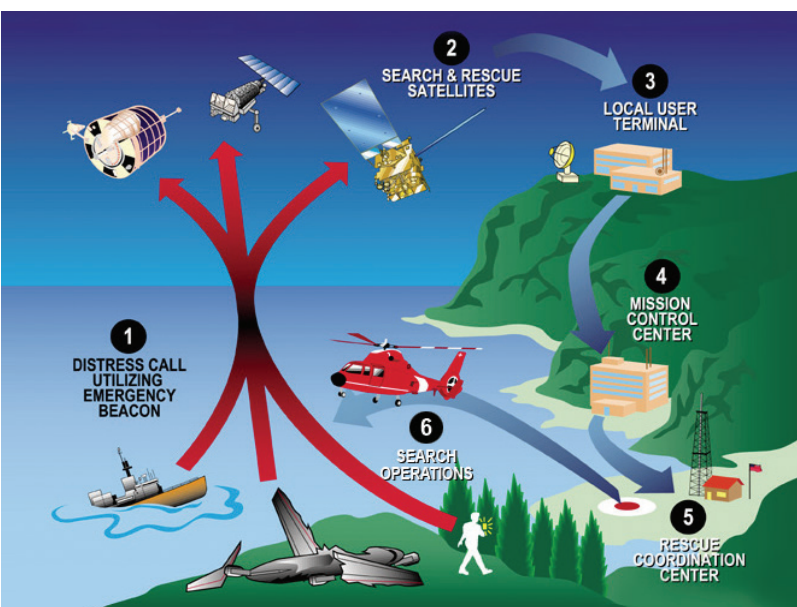 1
DISTRESS CALL
UTILIZING
EMERGENCY
BEACON
2
SEARCH & RESCUE
SATELLITES
3
LOCAL USER
TERMINAL
4
MISSION
CONTROL
CENTER
5
RESCUE
COORDINATION
CENTER
6
SEARCH
OPERATIONS